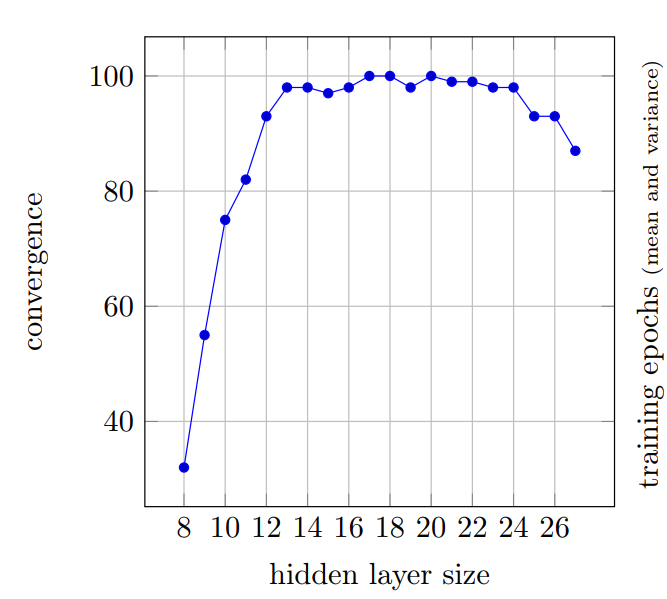 convergence
100
80
60
40
8 10 12 14 16 18 20 22 24 26
hidden layer size
training epochs (mean and variance)